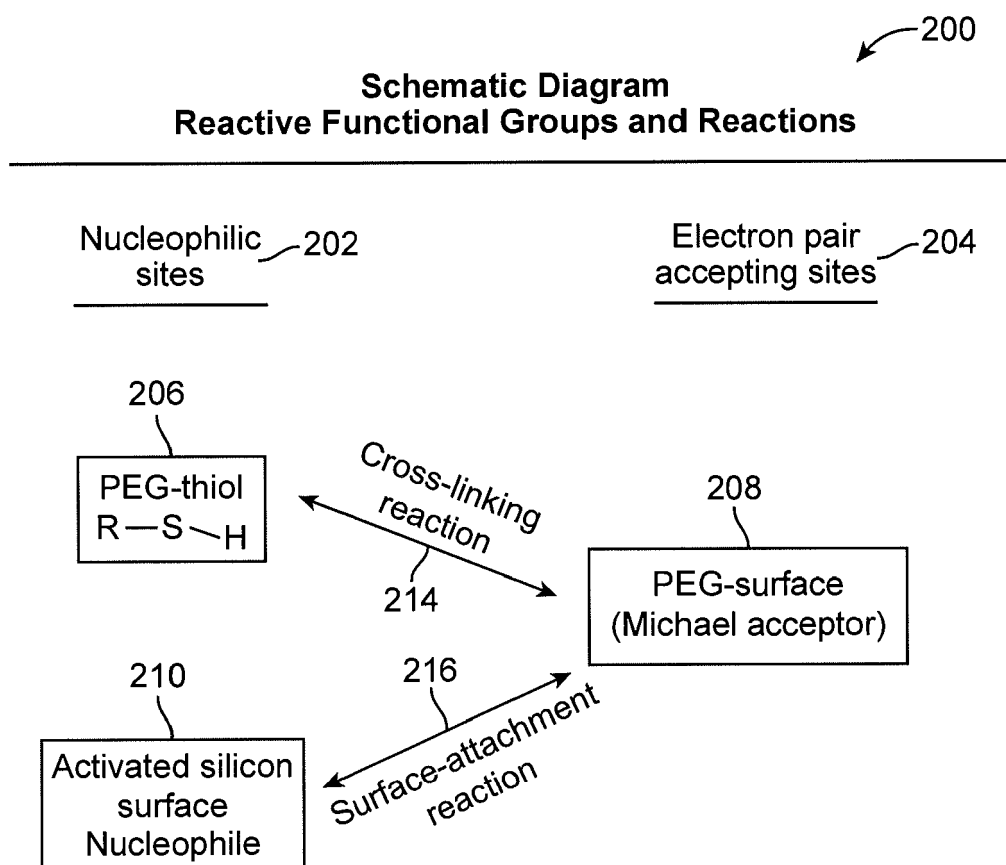 200
Schematic Diagram
Reactive Functional Groups and Reactions
Nucleophilic
sites
202
Electron pair
accepting sites
204
206
PEG-thiol
R—S—H
Cross-linking
reaction
214
208
PEG-surface
(Michael acceptor)
210
Activated silicon
surface
Nucleophile
216
Surface-attachment
reaction